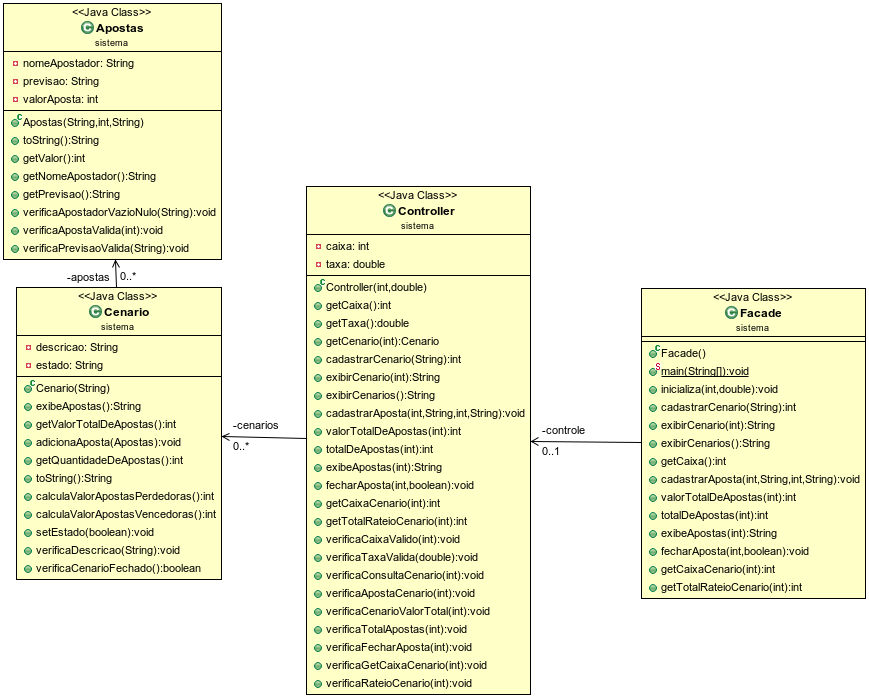 <<Java Class>>
Apostas
sistema
nomeApostador: String
previsao: String
valorAposta: int
Apostas(String,int,String)
toString():String
getValor():int
getNomeApostador():String
getPrevisao():String
verificaApostadorVazioNulo(String):void
verificaApostaValida(int):void
verificaPrevisaoValida(String):void
-apostas
0..*
<<Java Class>>
Cenario
sistema
descricao: String
estado: String
Cenario(String)
exibeApostas():String
getValorTotalDeApostas():int
adicionaAposta(Apostas):void
getQuantidadeDeApostas():int
toString():String
calculaValorApostasPerdedoras():int
calculaValorApostasVencedoras():int
setEstado(boolean):void
verificaDescricao(String):void
verificaCenarioFechado():boolean
-cenarios
0..*
<<Java Class>>
Controller
sistema
caixa: int
taxa: double
Controller(int,double)
getCaixa():int
getTaxa():double
getCenario(int):Cenario
cadastrarCenario(String):int
exibirCenario(int):String
exibirCenarios():String
cadastrarAposta(int,String,int,String):void
valorTotalDeApostas(int):int
totalDeApostas(int):int
exibeApostas(int):String
fecharAposta(int,boolean):void
getCaixaCenario(int):int
getTotalRateioCenario(int):int
verificaCaixaValido(int):void
verificaTaxaValida(double):void
verificaConsultaCenario(int):void
verificaApostaCenario(int):void
verificaCenarioValorTotal(int):void
verificaTotalApostas(int):void
verificaFecharAposta(int):void
verificaGetCaixaCenario(int):void
verificaRateioCenario(int):void
-controle
0..1
<<Java Class>>
Facade
sistema
Facade()
main(String[]):void
inicializa(int,double):void
cadastrarCenario(String):int
exibirCenario(int):String
exibirCenarios():String
getCaixa():int
cadastrarAposta(int,String,int,String):void
valorTotalDeApostas(int):int
totalDeApostas(int):int
exibeApostas(int):String
fecharAposta(int,boolean):void
getCaixaCenario(int):int
getTotalRateioCenario(int):int